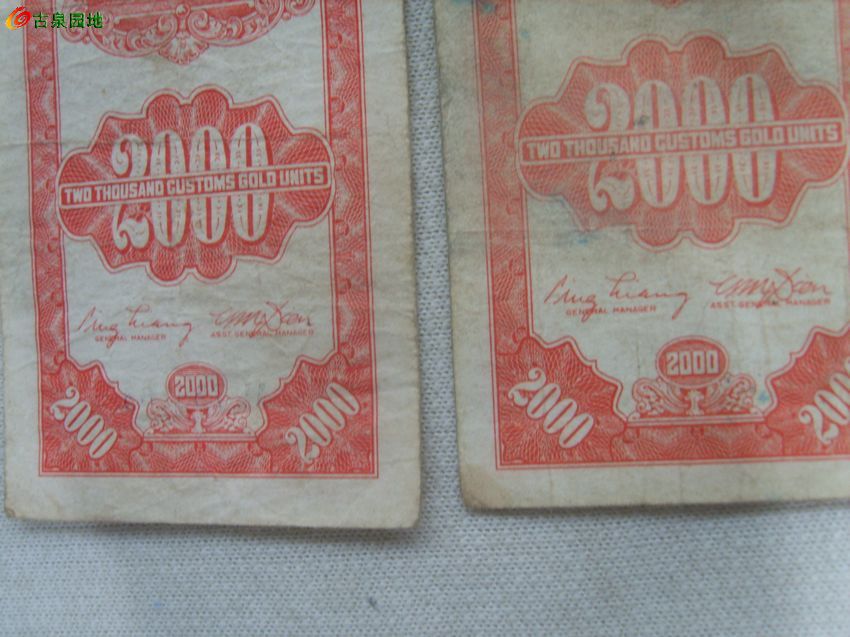 古泉园地
2000
TWO THOUSAND CUSTOMS GOLD UNITS
GENERAL MANAGER
ASST. GENERAL MANAGER
2000
2000
2000
2000
TWO THOUSAND CUSTOMS GOLD UNITS
GENERAL MANAGER
ASST. GENERAL MANAGER
2000
2000
2000